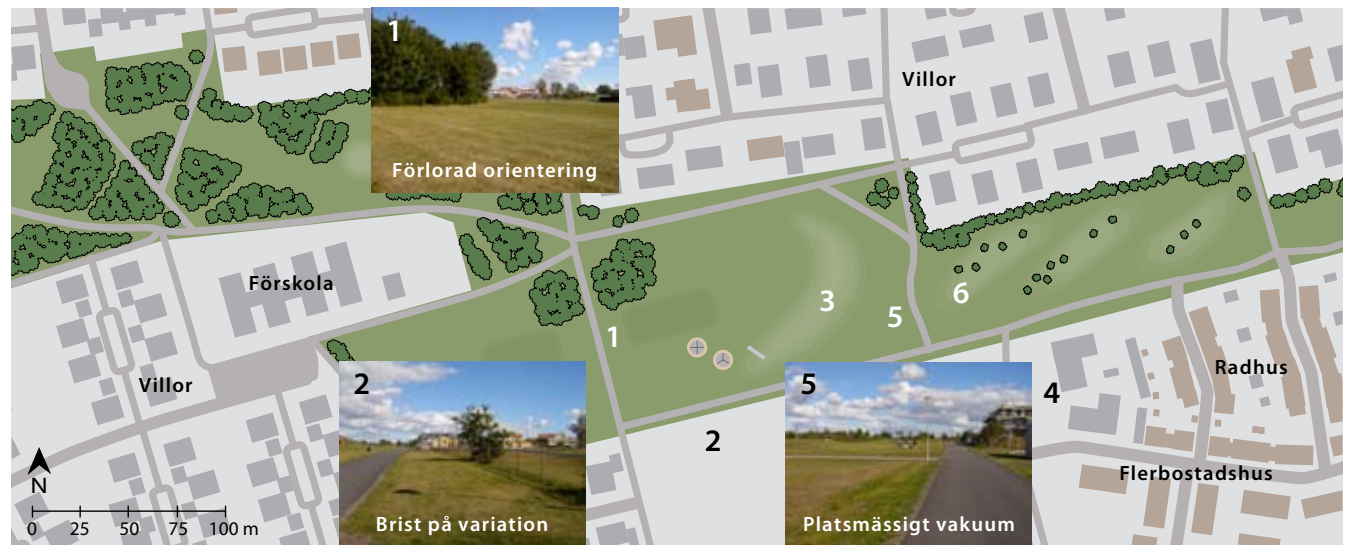 1
Förlorad orientering
Villor
Förskola
3
6
5
1
Villor
2
Brist på variation
5
Platsmässigt vakuum
4
Radhus
2
Flerbostadshus
N
0 25 50 75 100 m